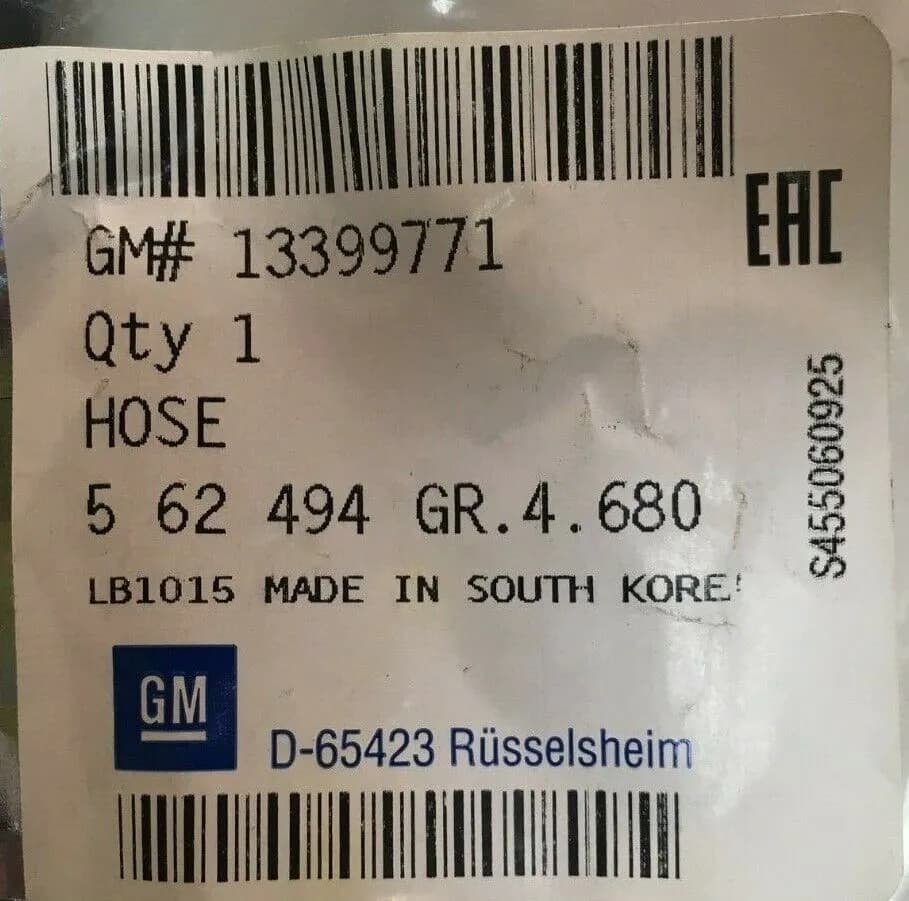 GM# 13399771
EAC
Qty 1
HOSE
5 62 494 GR.4.680
LB1015 MADE IN SOUTH KORE
S455060925
GM
D-65423 Rüsselsheim